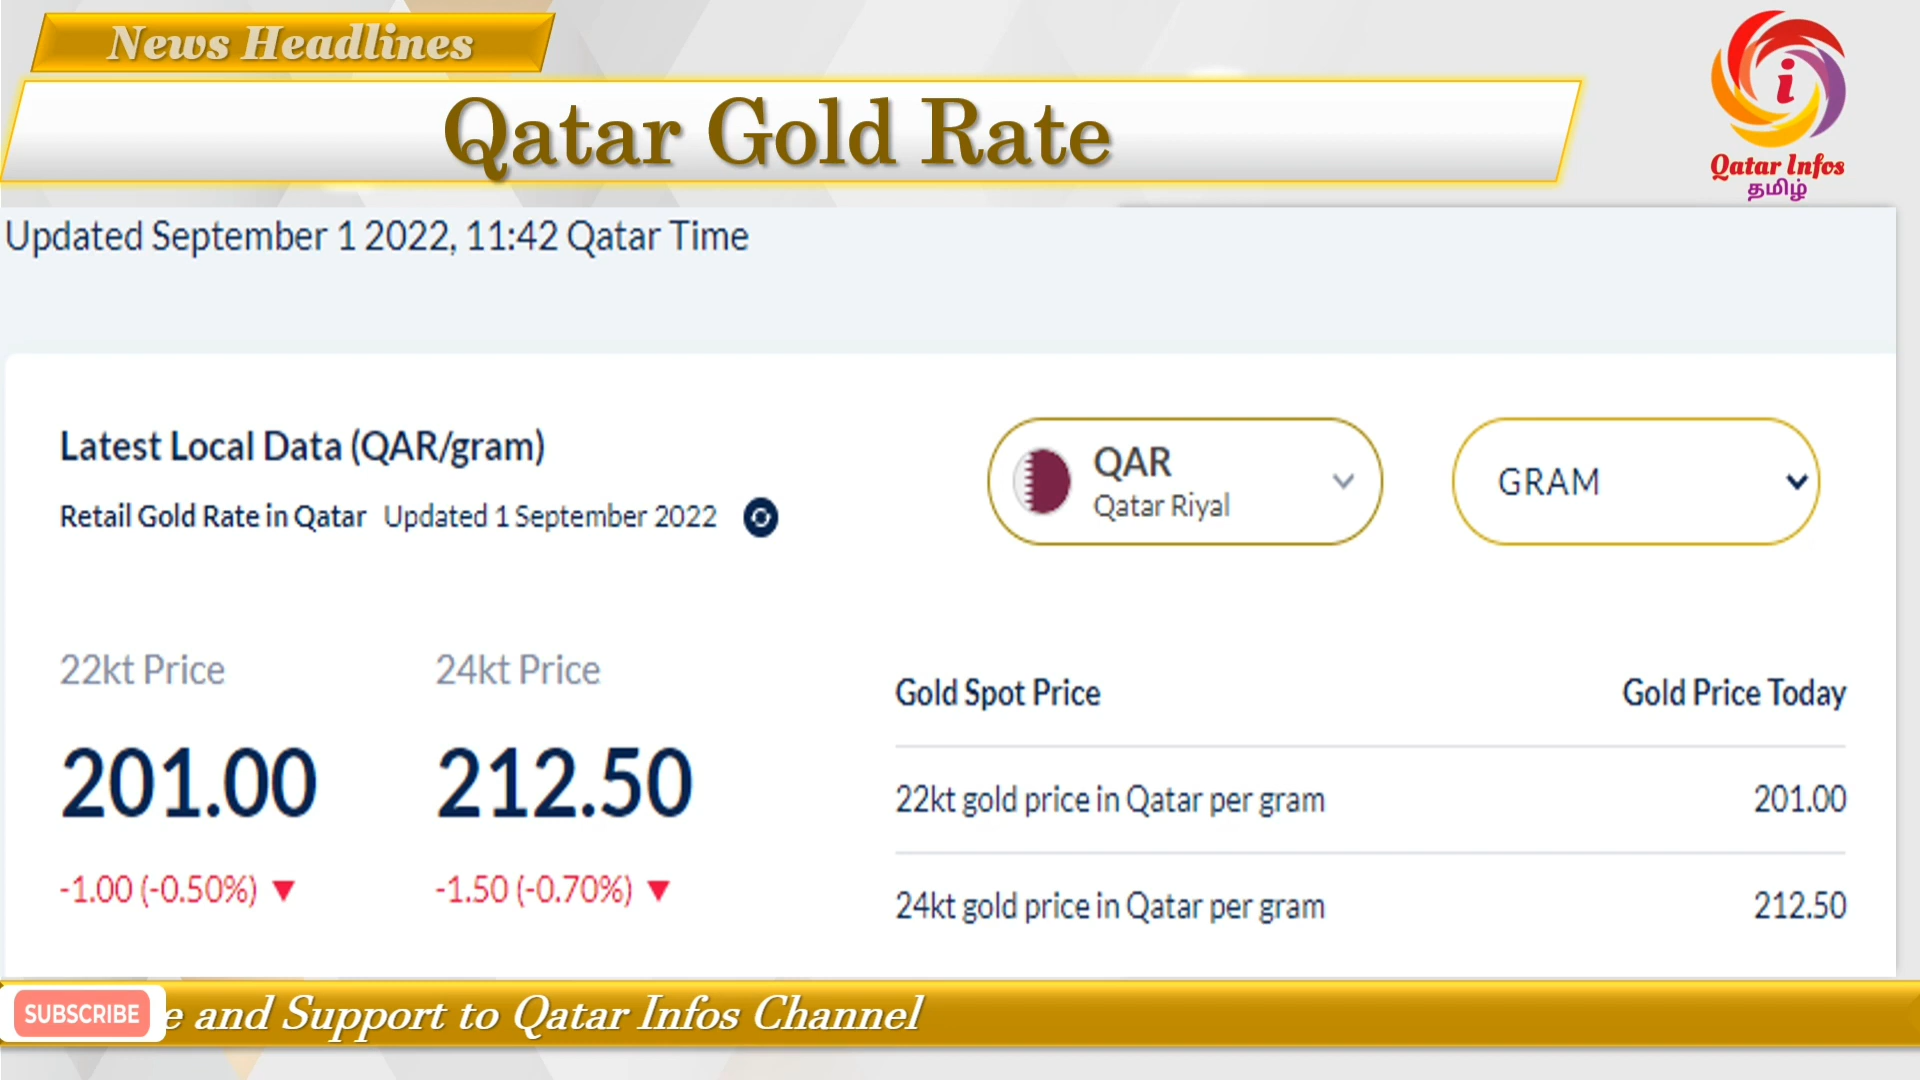 News Headlines
Qatar Gold Rate
i
Qatar Infos
தமிழ்
Updated September 1 2022, 11:42 Qatar Time
Latest Local Data (QAR/gram)
Retail Gold Rate in Qatar Updated 1 September 2022
QAR
Qatar Riyal
GRAM
22kt Price
24kt Price
201.00
212.50
-1.00 (-0.50%) ▼
-1.50 (-0.70%) ▼
Gold Spot Price
Gold Price Today
22kt gold price in Qatar per gram
201.00
24kt gold price in Qatar per gram
212.50
SUBSCRIBE
e and Support to Qatar Infos Channel